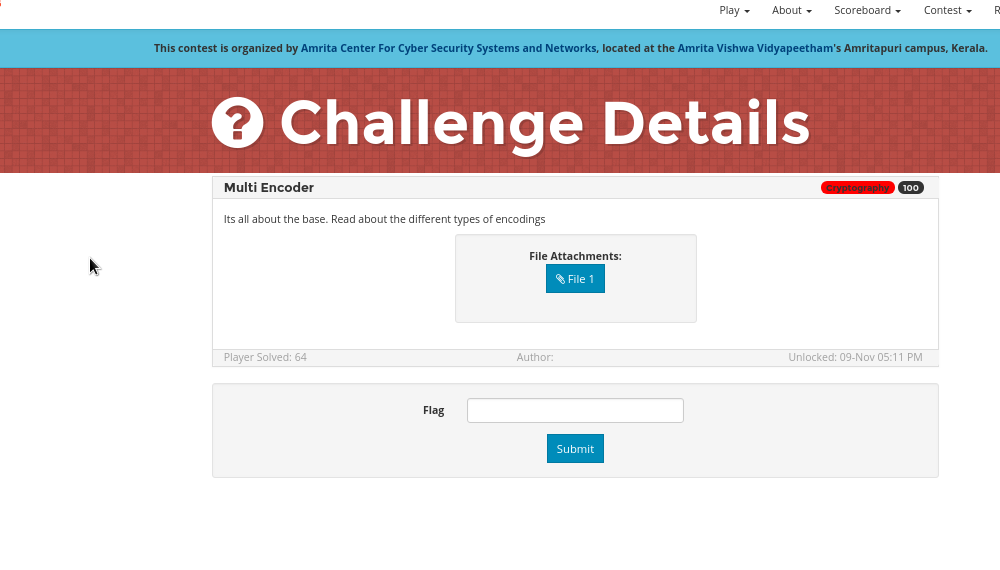 Play About Scoreboard Contest R
This contest is organized by Amrita Center For Cyber Security Systems and Networks, located at the Amrita Vishwa Vidyapeetham's Amritapuri campus, Kerala.
? Challenge Details
Multi Encoder Cryptography 100
Its all about the base. Read about the different types of encodings
File Attachments:
File 1
Player Solved: 64 Author: Unlocked: 09-Nov 05:11 PM
Flag
Submit